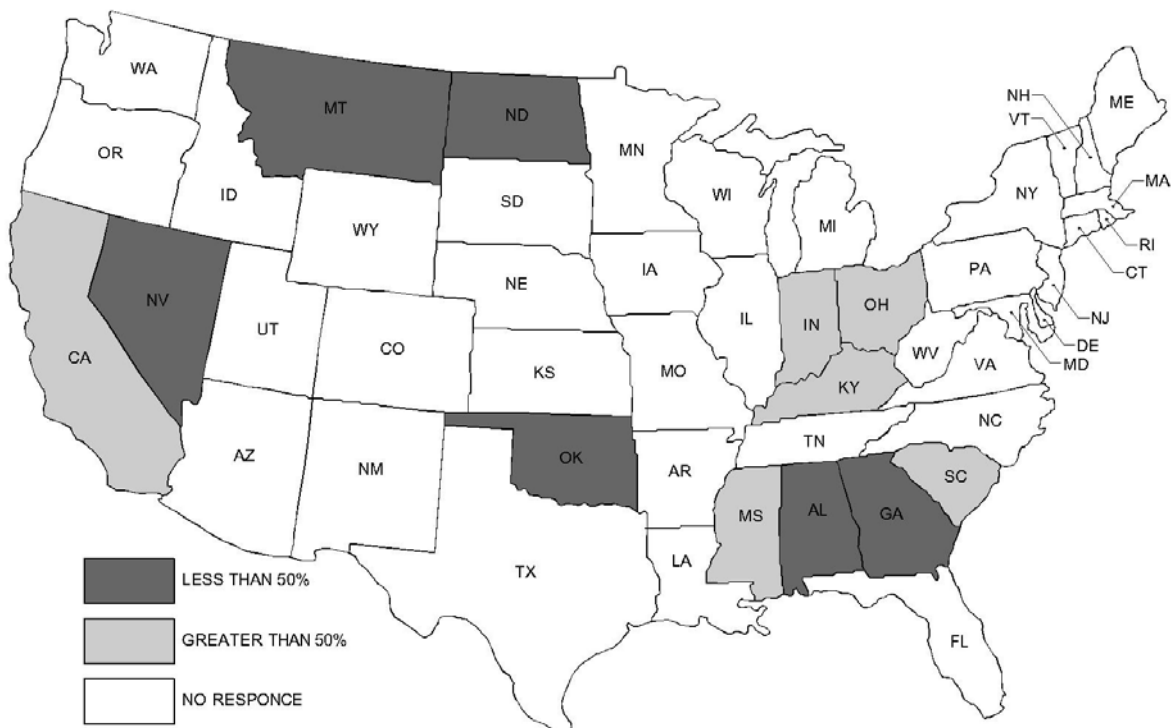 WA
MT
ND
MN
OR
ID
SD
WI
MI
NH
VT
ME
NY
MA
RI
CT
WY
NE
IA
PA
NJ
DE
MD
NV
UT
CO
KS
MO
IL
IN
OH
WV
VA
KY
CA
AZ
NM
OK
AR
TN
NC
SC
MS
AL
GA
TX
LA
FL
LESS THAN 50%
GREATER THAN 50%
NO RESPONCE